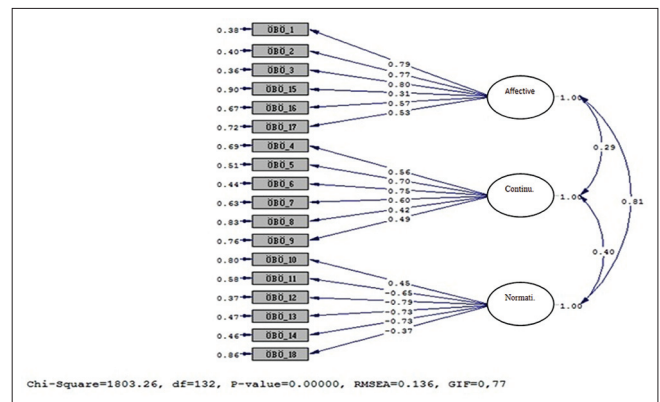 0.38 ÖBÖ_1
0.40 ÖBÖ_2
0.36 ÖBÖ_3
0.90 ÖBÖ_15
0.67 ÖBÖ_16
0.72 ÖBÖ_17
0.69 ÖBÖ_4
0.51 ÖBÖ_5
0.44 ÖBÖ_6
0.63 ÖBÖ_7
0.83 ÖBÖ_8
0.76 ÖBÖ_9
0.80 ÖBÖ_10
0.58 ÖBÖ_11
0.37 ÖBÖ_12
0.47 ÖBÖ_13
0.46 ÖBÖ_14
0.86 ÖBÖ_18
0.79
0.77
0.80
0.31
0.57
0.53
0.56
0.70
0.75
0.60
0.42
0.49
0.45
-0.65
-0.79
-0.73
-0.73
-0.37
Affective
1.00
Continu.
1.00
Normati.
1.00
0.29
0.81
0.40
Chi-Square=1803.26, df=132, P-value=0.00000, RMSEA=0.136, GIF=0,77